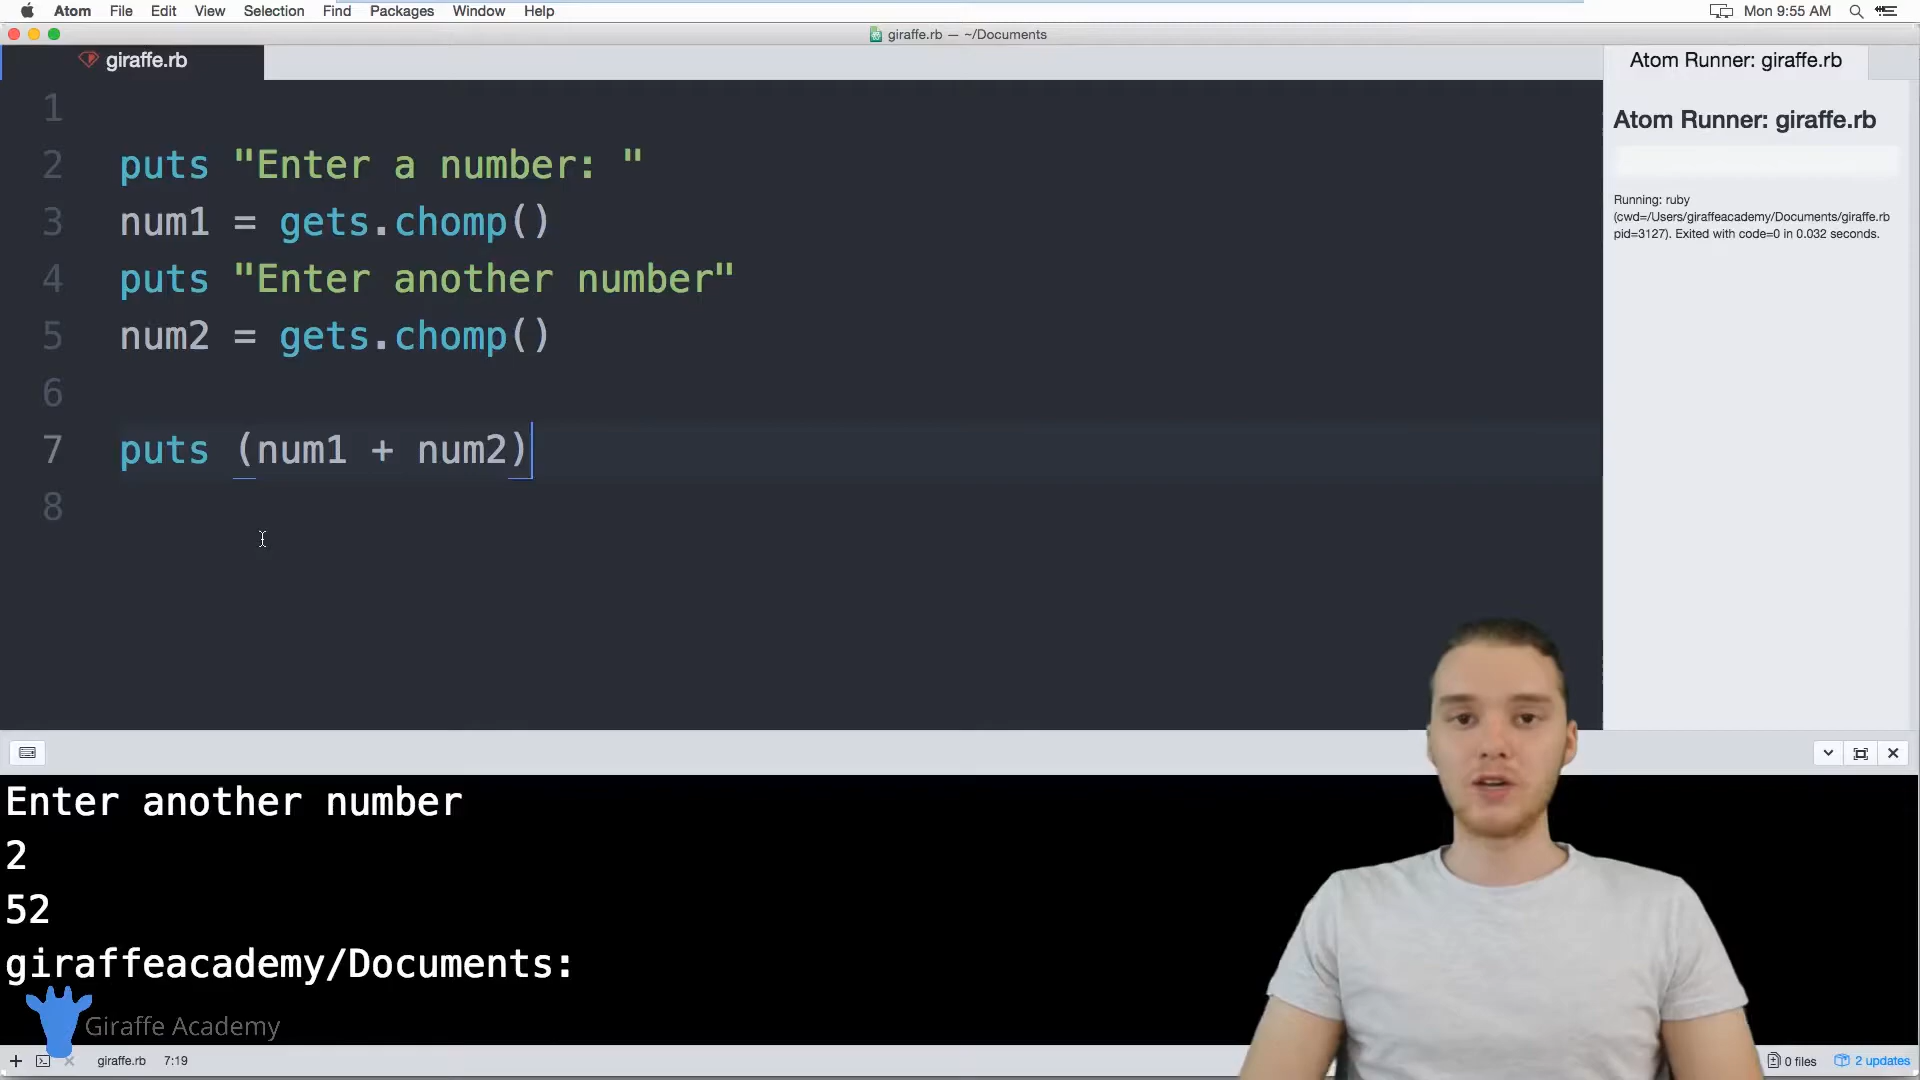 Atom File Edit View Selection Find Packages Window Help
Mon 9:55 AM
giraffe.rb — ~/Documents
giraffe.rb
Atom Runner: giraffe.rb
Atom Runner: giraffe.rb
Running: ruby
(cwd=/Users/giraffeacademy/Documents/giraffe.rb
pid=3127). Exited with code=0 in 0.032 seconds.
1
2 puts "Enter a number: "
3 num1 = gets.chomp()
4 puts "Enter another number"
5 num2 = gets.chomp()
6
7 puts (num1 + num2)
8
Enter another number
2
52
giraffeacademy/Documents:
Giraffe Academy
giraffe.rb 7:19
0 files 2 updates